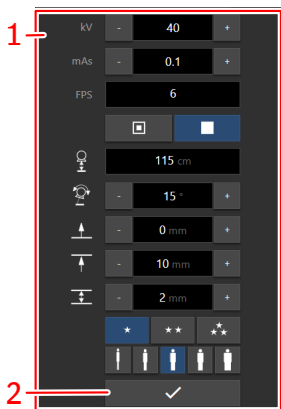 1
kV - 40 +
mAs - 0.1 +
FPS 6
115 cm
- 15 ° +
- 0 mm +
- 10 mm +
- 2 mm +
2